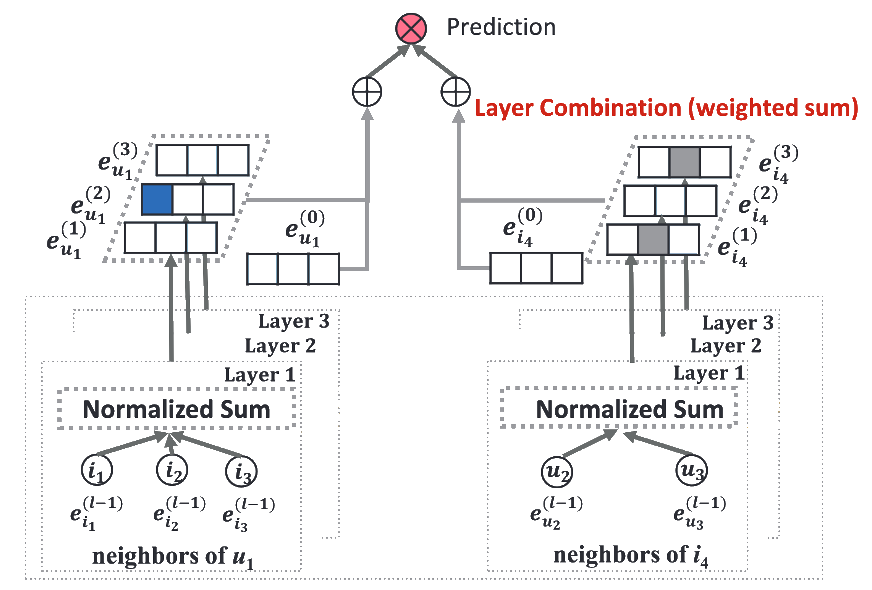 Prediction
Layer Combination (weighted sum)
e_{u_1}^{(3)}
e_{u_1}^{(2)}
e_{u_1}^{(1)}
e_{u_1}^{(0)}
e_{i_4}^{(0)}
e_{i_4}^{(3)}
e_{i_4}^{(2)}
e_{i_4}^{(1)}
Layer 3
Layer 2
Layer 1
Normalized Sum
i_1 i_2 i_3
e_{i_1}^{(l-1)} e_{i_2}^{(l-1)} e_{i_3}^{(l-1)}
neighbors of u_1
Layer 3
Layer 2
Layer 1
Normalized Sum
u_2 u_3
e_{u_2}^{(l-1)} e_{u_3}^{(l-1)}
neighbors of i_4